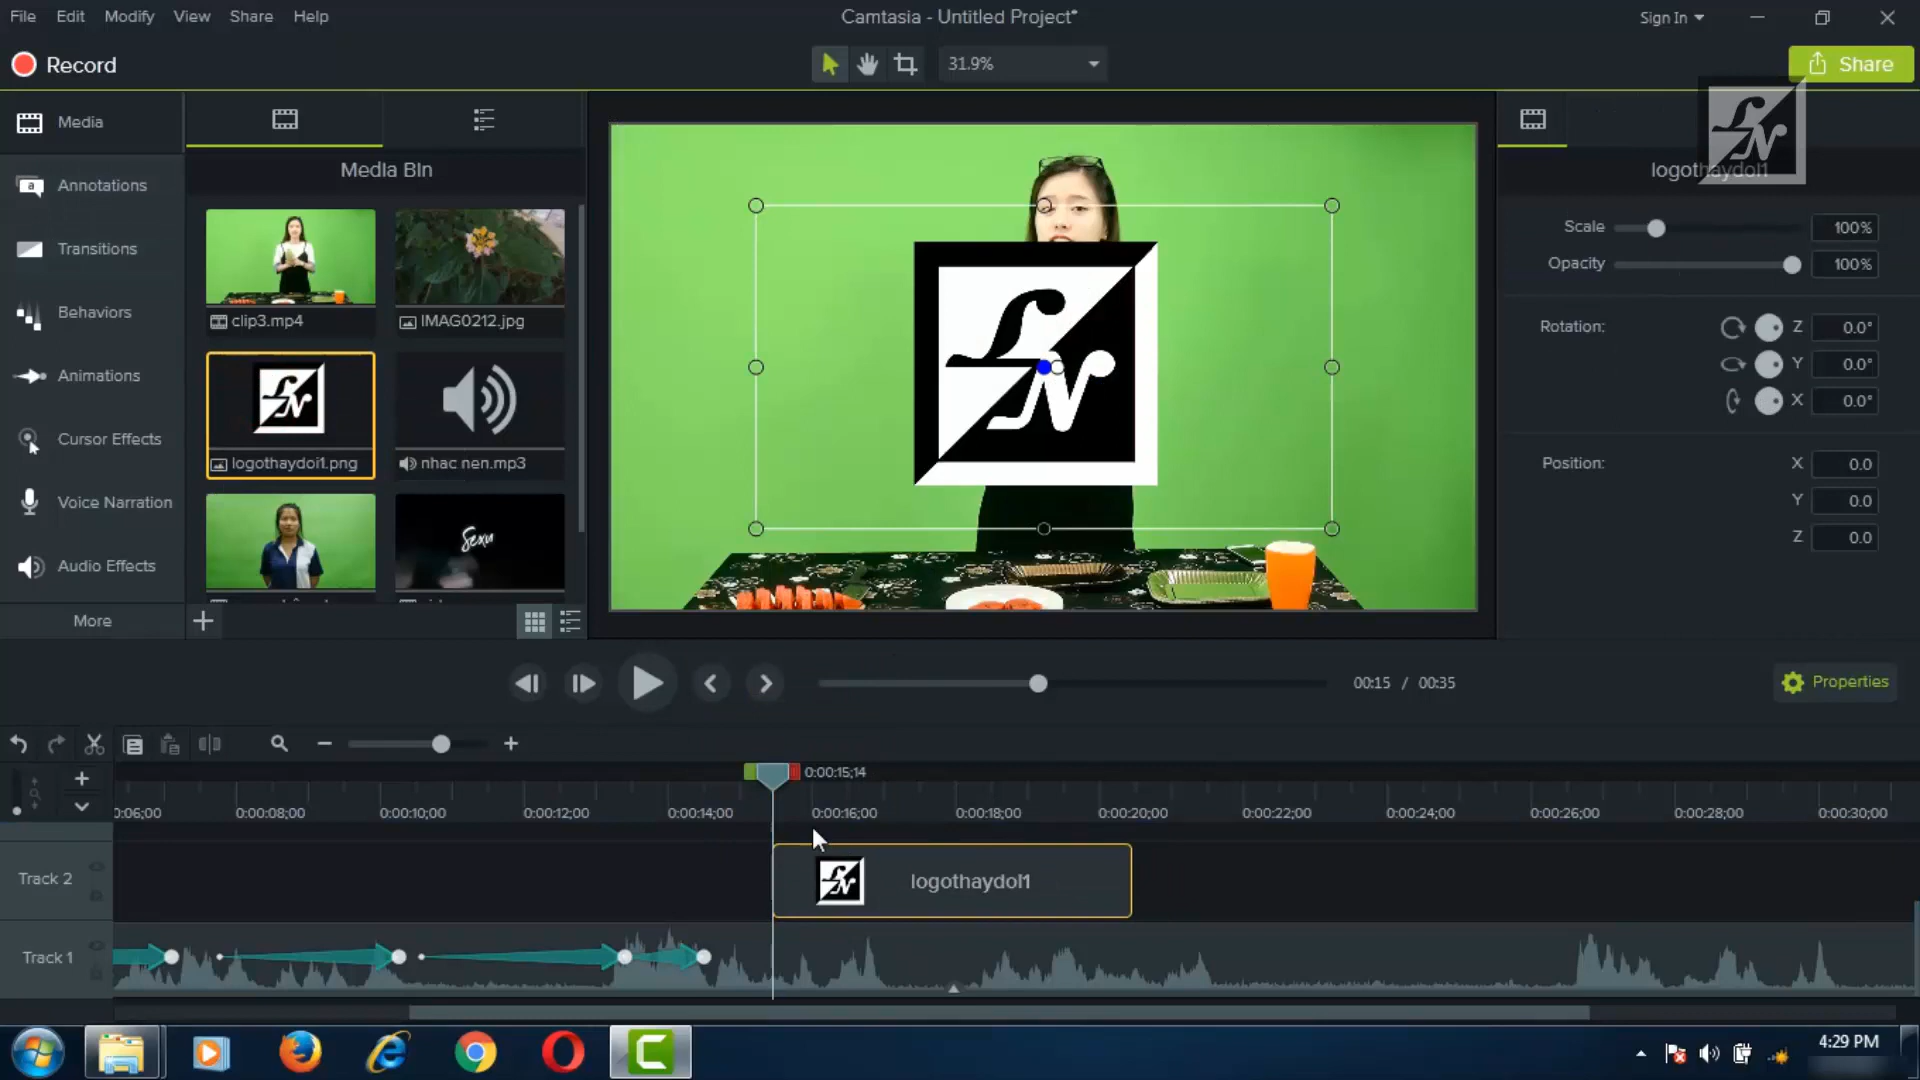 File Edit Modify View Share Help
Camtasia - Untitled Project*
Sign In
Record
31.9%
Share
Media
Annotations
Transitions
Behaviors
Animations
Cursor Effects
Voice Narration
Audio Effects
More
Media Bin
clip3.mp4
IMAG0212.jpg
logothaydoi1.png
nhac nen.mp3
Sexu
LN
logothaydoi1
Scale 100%
Opacity 100%
Rotation: Z 0.0°
Y 0.0°
X 0.0°
Position: X 0.0
Y 0.0
Z 0.0
00:15 / 00:35
Properties
0:00:15;14
0:06;00 0:00:08;00 0:00:10;00 0:00:12;00 0:00:14;00 0:00:16;00 0:00:18;00 0:00:20;00 0:00:22;00 0:00:24;00 0:00:26;00 0:00:28;00 0:00:30;00
Track 2
logothaydoi1
Track 1
4:29 PM